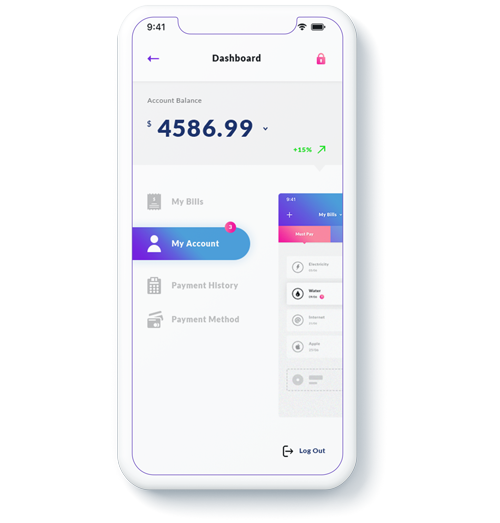 9:41
Dashboard
Account Balance
$ 4586.99
+15%
My Bills
3
My Account
Payment History
Payment Method
9:41
My Bills
Must Pay
Electricity
Water
Internet
Apple
Log Out